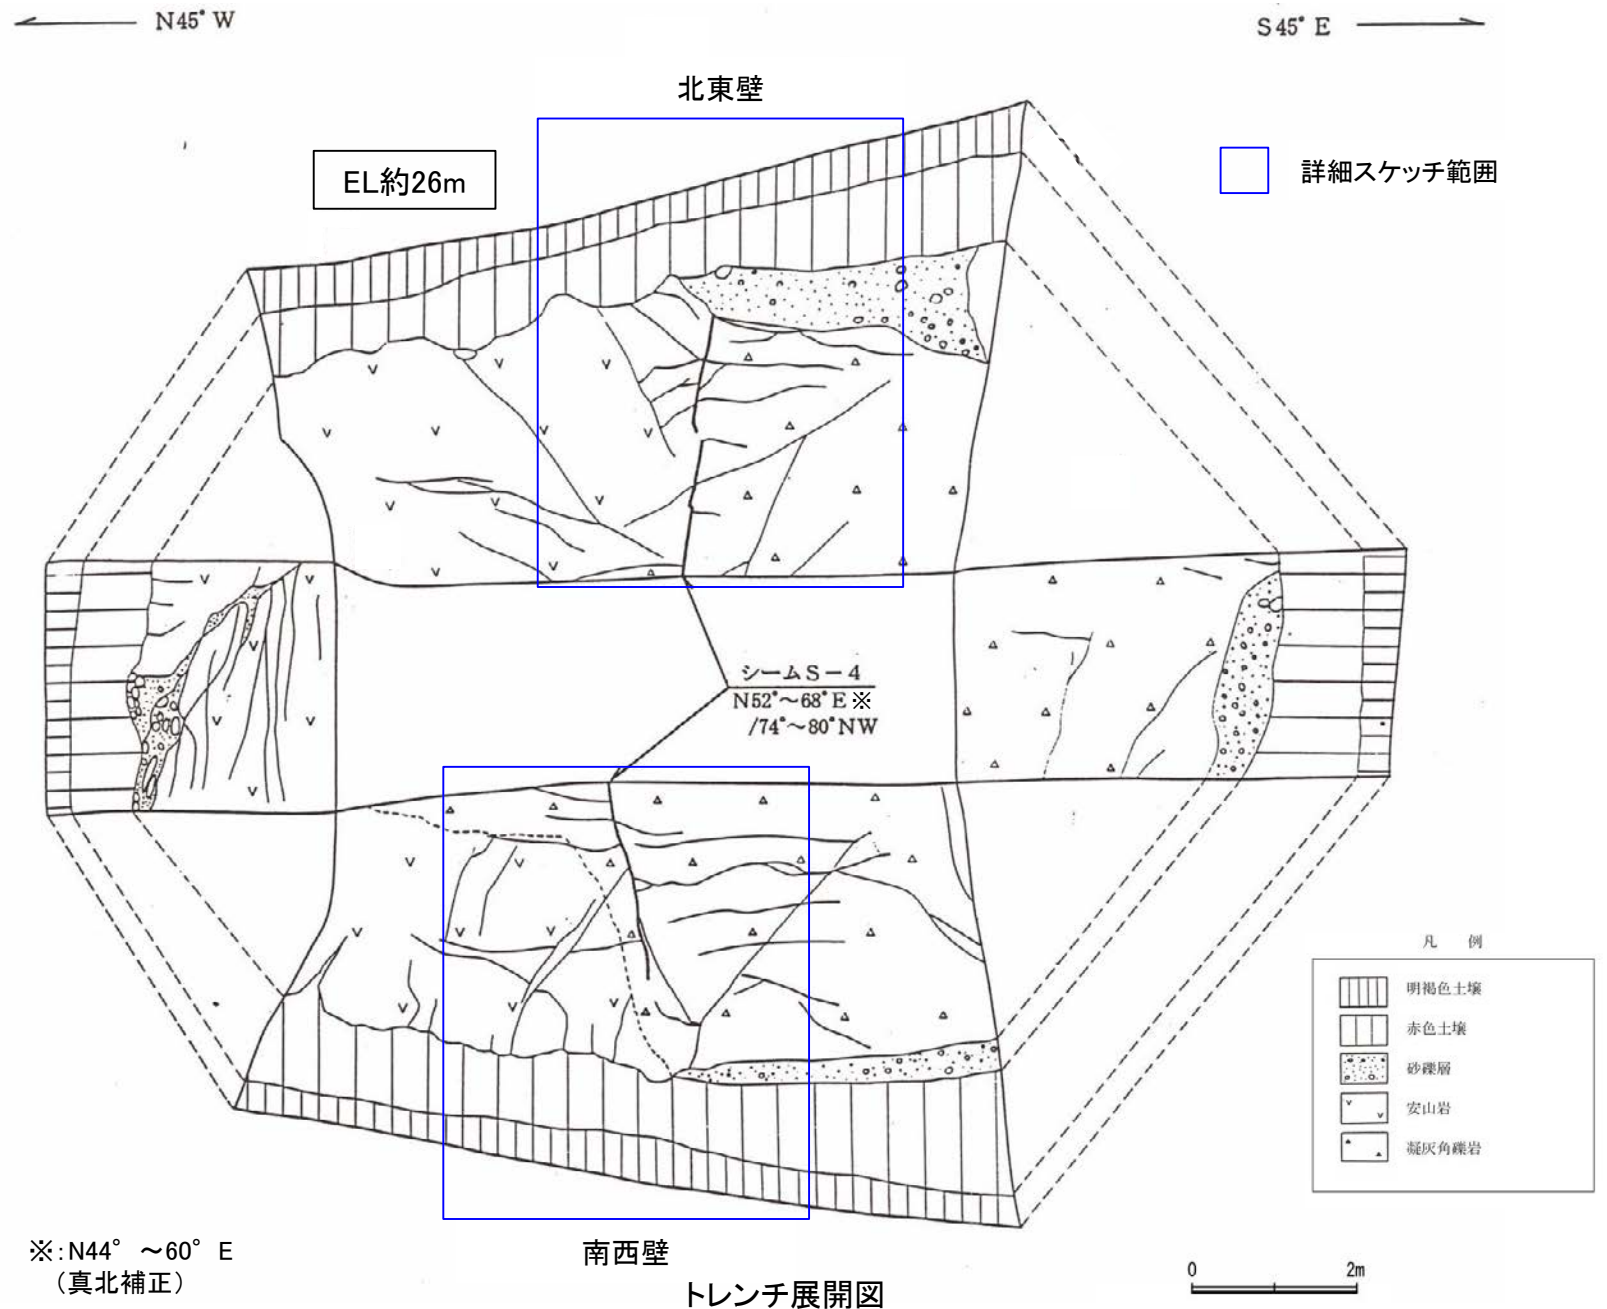 N45°W
S45°E
北東壁
EL約26m
詳細スケッチ範囲
シームS-4
N52°～68°E※
/74°～80°NW
凡 例
明褐色土壌
赤色土壌
砂礫層
安山岩
凝灰角礫岩
※:N44° ～60° E
(真北補正)
南西壁
0 2m
トレンチ展開図